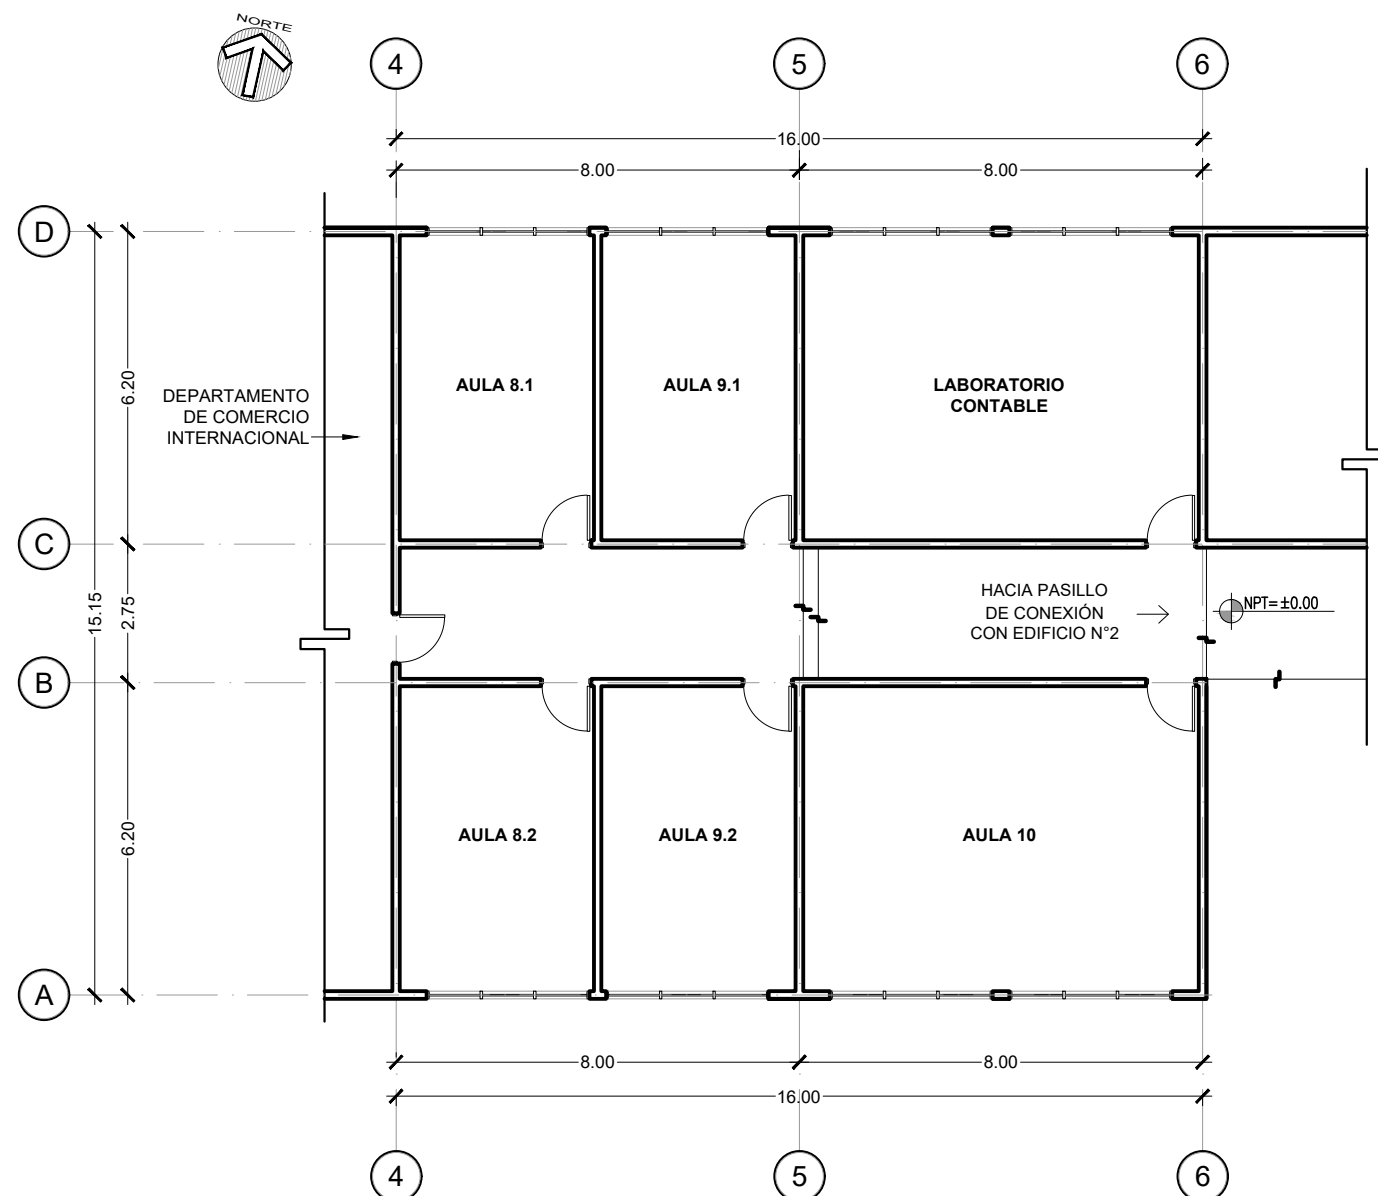 NORTE
4
5
6
16.00
8.00
8.00
D
C
B
A
15.15
6.20
2.75
6.20
DEPARTAMENTO
DE COMERCIO
INTERNACIONAL
AULA 8.1
AULA 9.1
LABORATORIO
CONTABLE
HACIA PASILLO
DE CONEXIÓN
CON EDIFICIO N°2
NPT= ±0.00
AULA 8.2
AULA 9.2
AULA 10
8.00
8.00
16.00
4
5
6